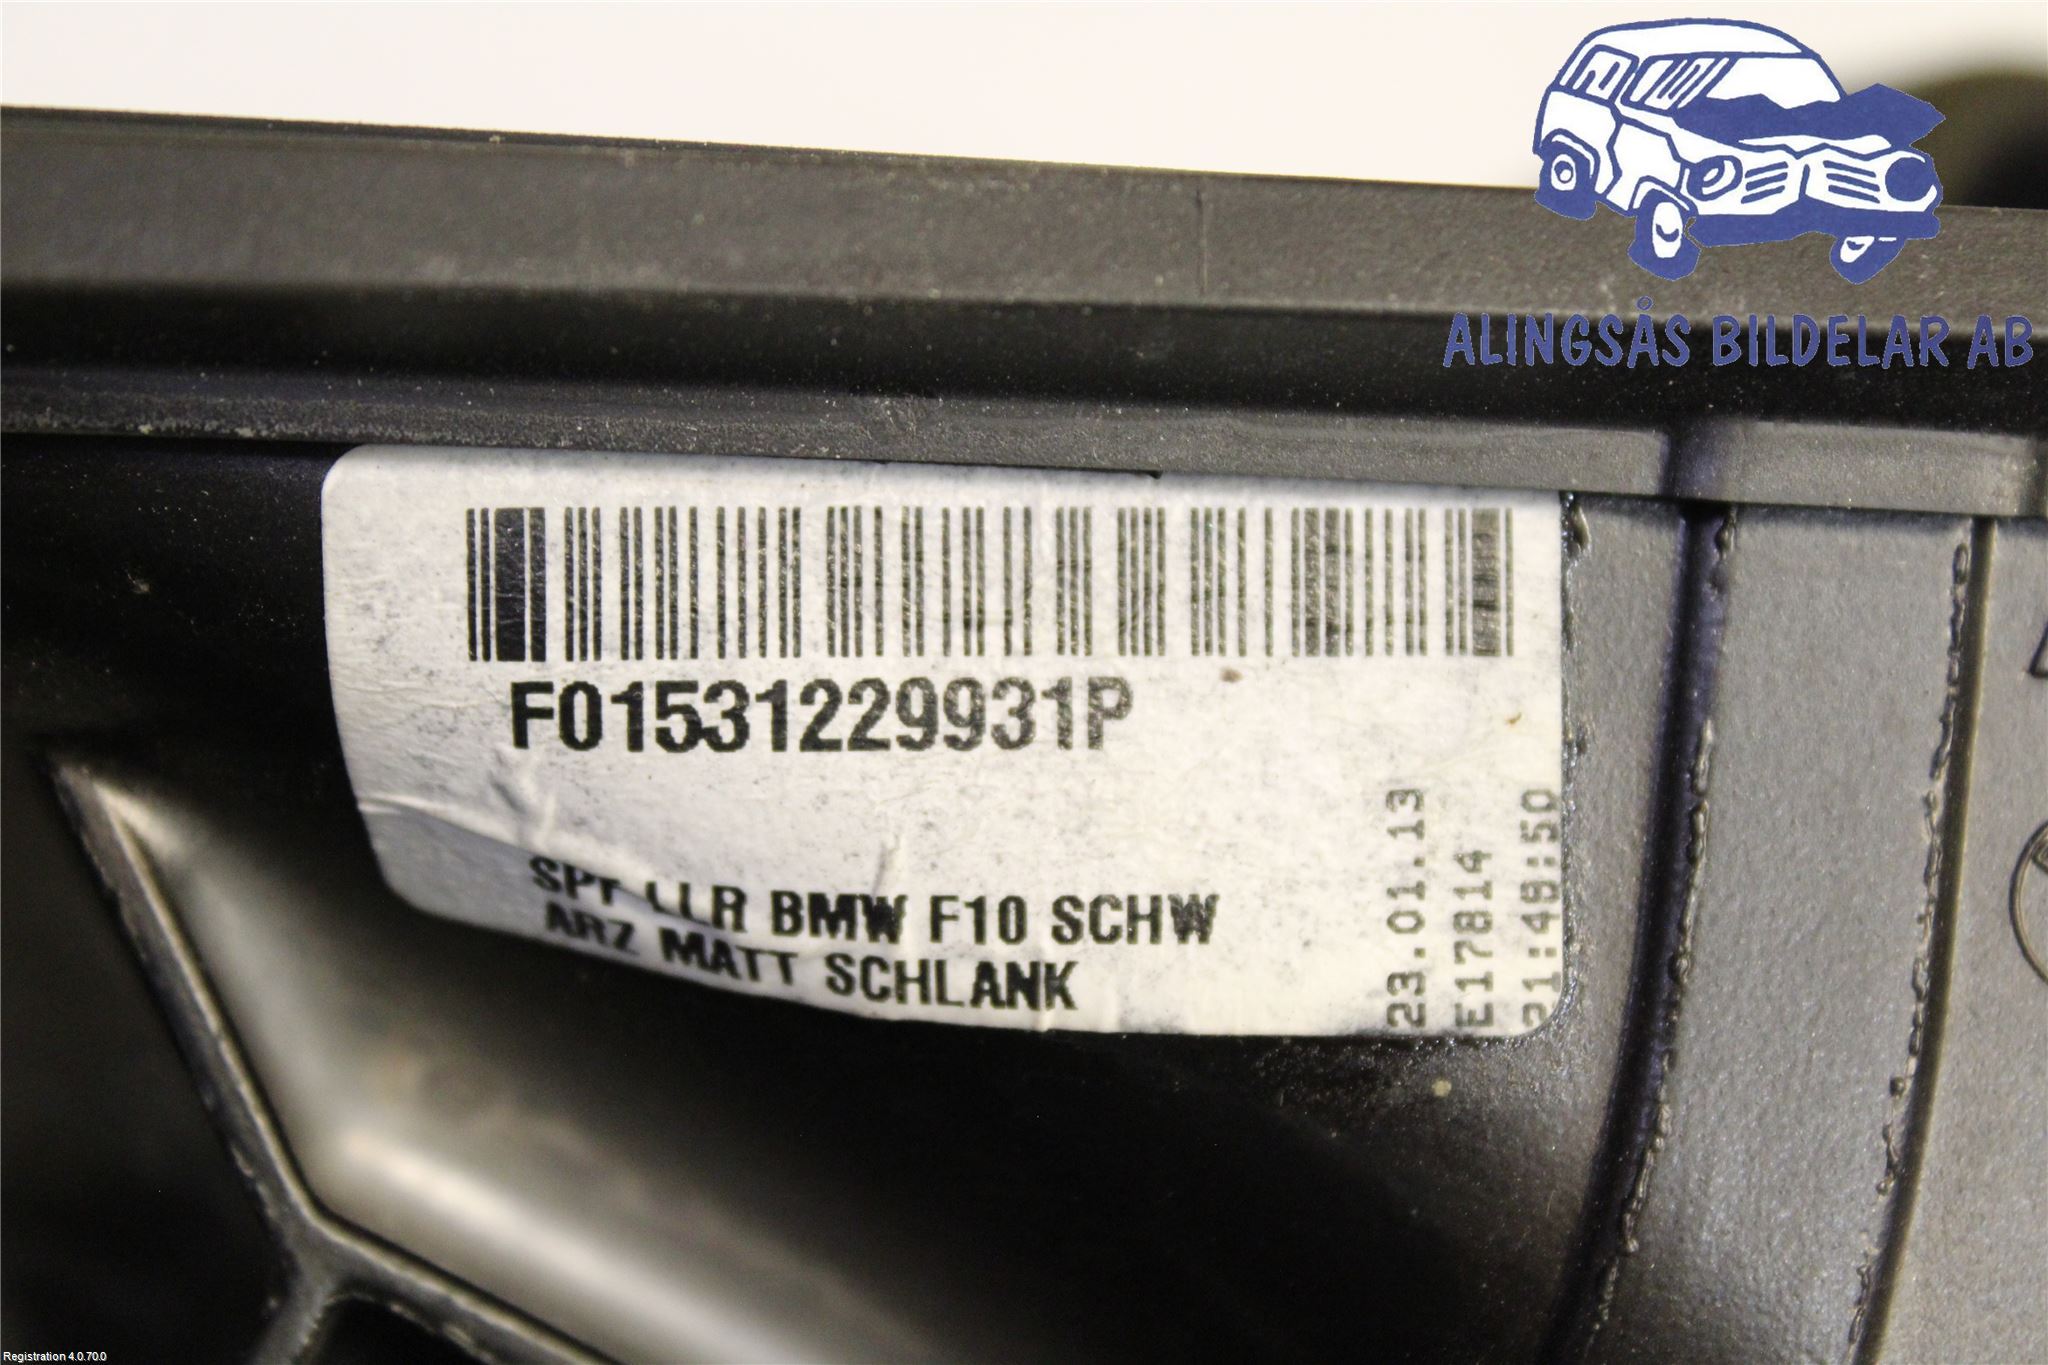 ALINGSÅS BILDELAR AB
F01531229931P
SPF LLR BMW F10 SCHW
ARZ MATT SCHLANK
23.01.13
E17814
21:48:50
Registration 4.0.70.0